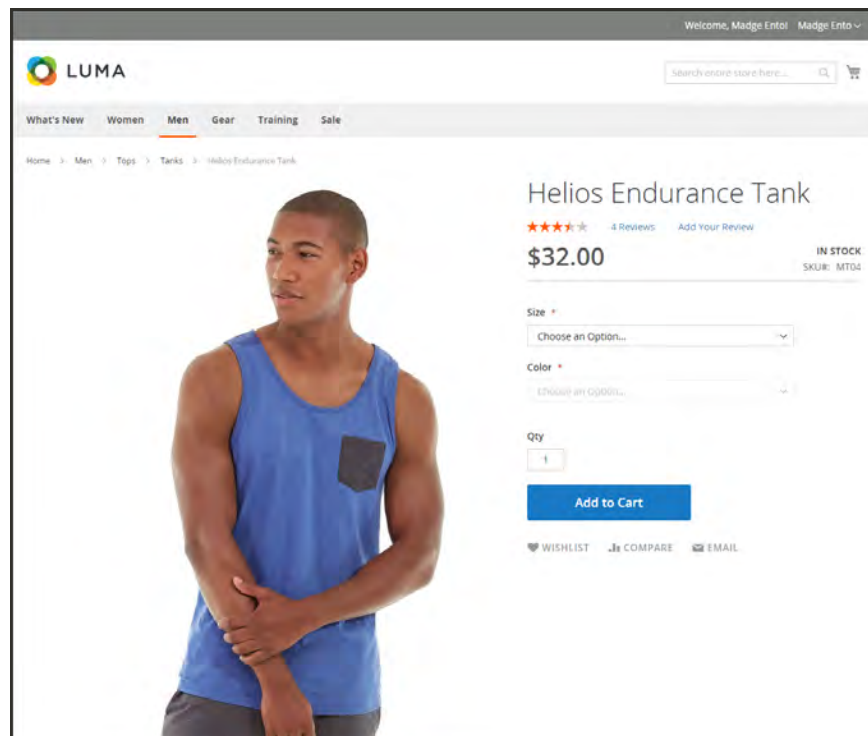 Welcome, Madge Ento! Madge Ento
LUMA
Search entire store here...
What's New Women Men Gear Training Sale
Home > Men > Tops > Tanks > Helios Endurance Tank
Helios Endurance Tank
4 Reviews Add Your Review
$32.00
IN STOCK
SKU#: MT04
Size *
Choose an Option...
Color *
Choose an Option...
Qty
1
Add to Cart
WISHLIST COMPARE EMAIL